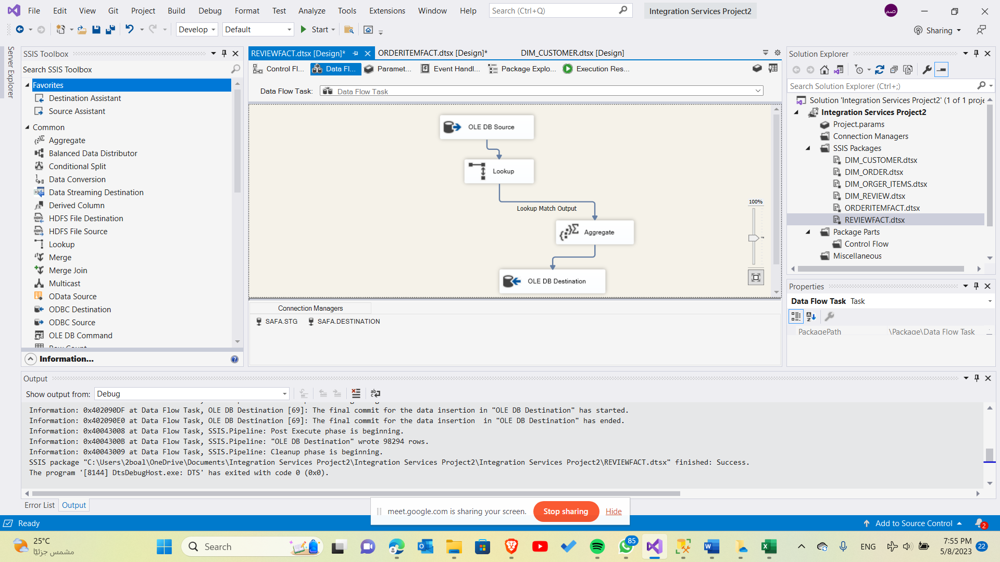 File Edit View Git Project Build Debug Format Test Analyze Tools Extensions Window Help Search (Ctrl+Q) Integration Services Project2 صم
Develop Default Start Sharing
Server Explorer
SSIS Toolbox
Search SSIS Toolbox
Favorites
Destination Assistant
Source Assistant
Common
Aggregate
Balanced Data Distributor
Conditional Split
Data Conversion
Data Streaming Destination
Derived Column
HDFS File Destination
HDFS File Source
Lookup
Merge
Merge Join
Multicast
OData Source
ODBC Destination
ODBC Source
OLE DB Command
Row Count
Information...
REVIEWFACT.dtsx [Design]* ORDERITEMFACT.dtsx [Design]* DIM_CUSTOMER.dtsx [Design]
Control Fl... Data Fl... Paramet... Event Handl... Package Explo... Execution Res...
Data Flow Task: Data Flow Task
OLE DB Source
Lookup
Lookup Match Output
Aggregate
OLE DB Destination
100%
Connection Managers
SAFA.STG SAFA.DESTINATION
Solution Explorer
Search Solution Explorer (Ctrl+;)
Solution 'Integration Services Project2' (1 of 1 proje
Integration Services Project2
Project.params
Connection Managers
SSIS Packages
DIM_CUSTOMER.dtsx
DIM_ORDER.dtsx
DIM_ORGER_ITEMS.dtsx
DIM_REVIEW.dtsx
ORDERITEMFACT.dtsx
REVIEWFACT.dtsx
Package Parts
Control Flow
Miscellaneous
Properties
Data Flow Task Task
PackagePath \Package\Data Flow Task
Output
Show output from: Debug
Information: 0x402090DF at Data Flow Task, OLE DB Destination [69]: The final commit for the data insertion in "OLE DB Destination" has started.
Information: 0x402090E0 at Data Flow Task, OLE DB Destination [69]: The final commit for the data insertion  in "OLE DB Destination" has ended.
Information: 0x40043008 at Data Flow Task, SSIS.Pipeline: Post Execute phase is beginning.
Information: 0x4004300B at Data Flow Task, SSIS.Pipeline: "OLE DB Destination" wrote 98294 rows.
Information: 0x40043009 at Data Flow Task, SSIS.Pipeline: Cleanup phase is beginning.
SSIS package "C:\Users\2boal\OneDrive\Documents\Integration Services Project2\Integration Services Project2\Integration Services Project2\REVIEWFACT.dtsx" finished: Success.
The program '[8144] DtsDebugHost.exe: DTS' has exited with code 0 (0x0).
Error List Output
meet.google.com is sharing your screen. Stop sharing Hide
Ready Add to Source Control 2
25°C
مشمس جزئيًا
Search 85 ENG
7:55 PM
5/8/2023 22